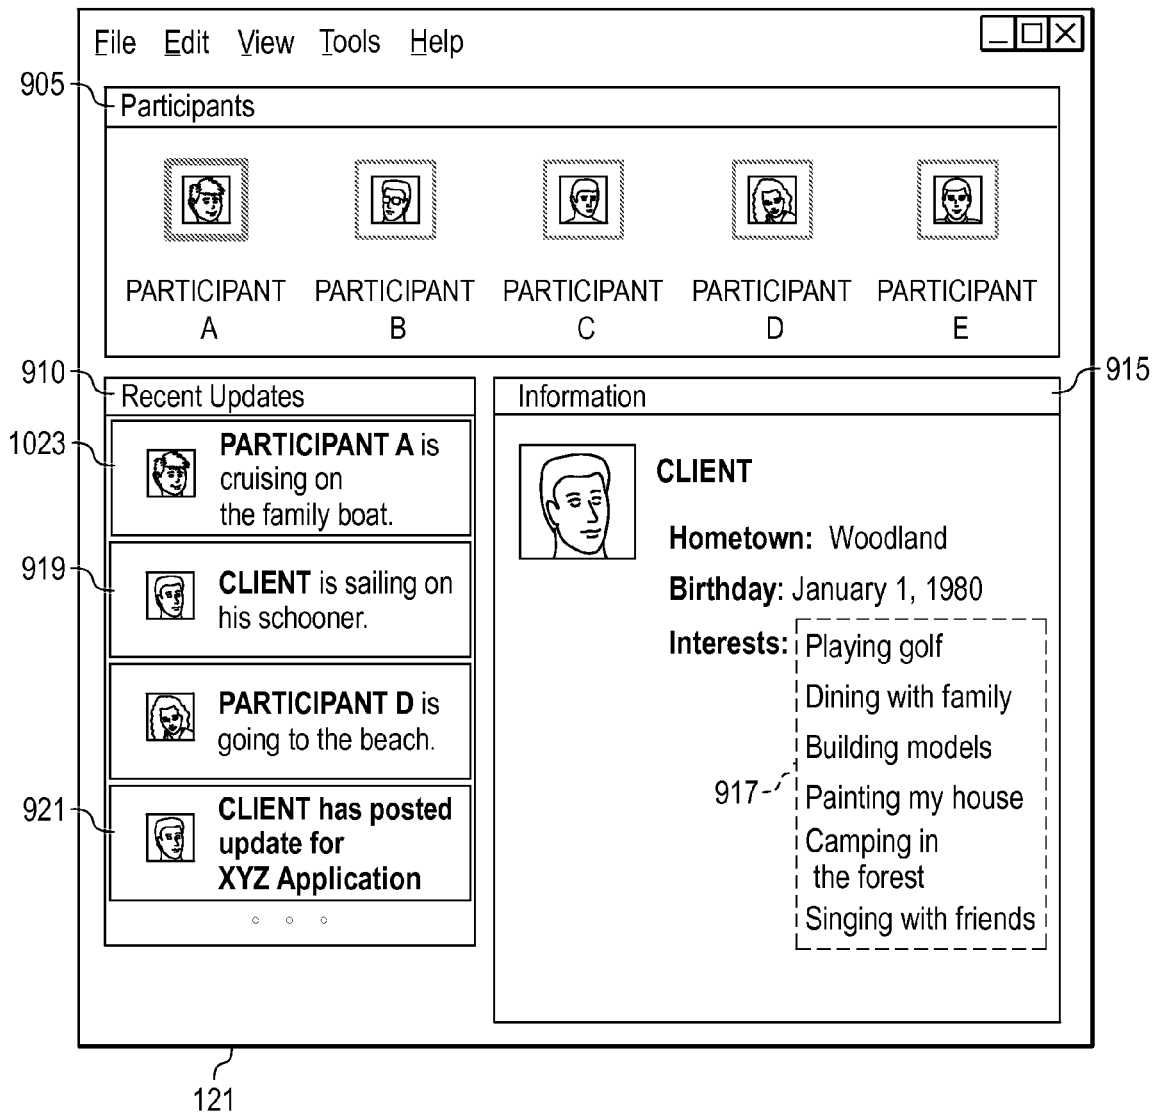 File Edit View Tools Help
905
Participants
PARTICIPANT A
PARTICIPANT B
PARTICIPANT C
PARTICIPANT D
PARTICIPANT E
910
Recent Updates
1023
PARTICIPANT A is
cruising on
the family boat.
919
CLIENT is sailing on
his schooner.
PARTICIPANT D is
going to the beach.
921
CLIENT has posted
update for
XYZ Application
915
Information
CLIENT
Hometown: Woodland
Birthday: January 1, 1980
Interests: Playing golf
Dining with family
Building models
917
Painting my house
Camping in
the forest
Singing with friends
121